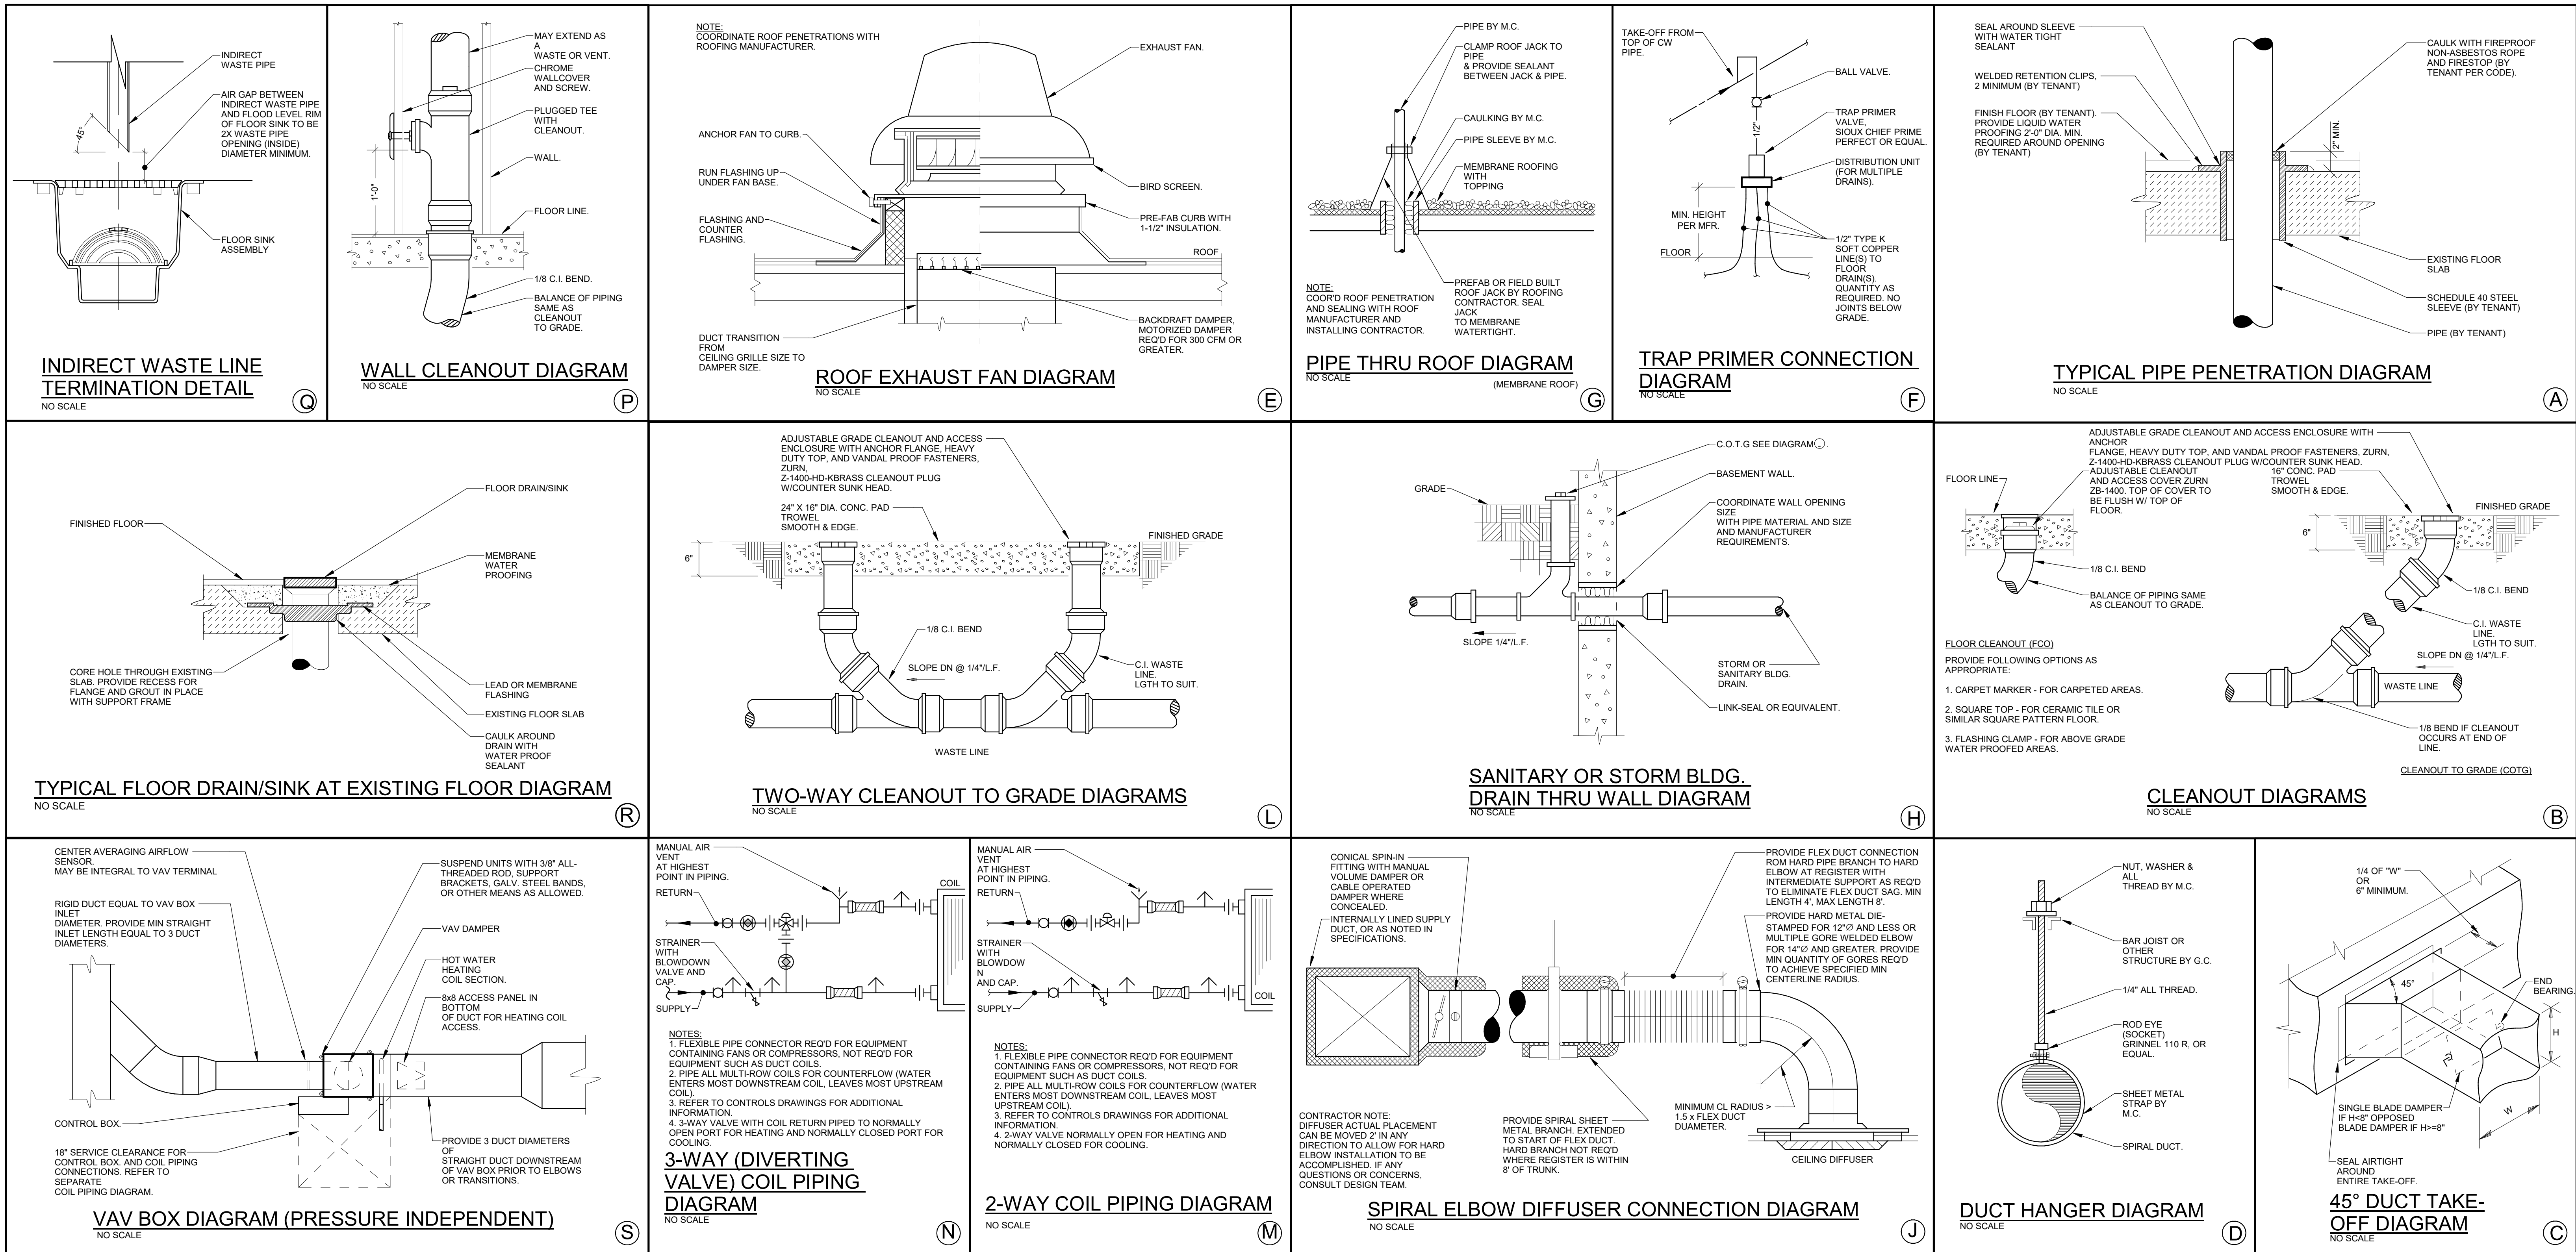 INDIRECT
WASTE PIPE
AIR GAP BETWEEN
INDIRECT WASTE PIPE
AND FLOOD LEVEL RIM
OF FLOOR SINK TO BE
2X WASTE PIPE
OPENING (INSIDE)
DIAMETER MINIMUM.
45°
FLOOR SINK
ASSEMBLY
INDIRECT WASTE LINE
TERMINATION DETAIL
NO SCALE
Q
MAY EXTEND AS
A
WASTE OR VENT.
CHROME
WALLCOVER
AND SCREW.
PLUGGED TEE
WITH
CLEANOUT.
WALL.
1'-0"
FLOOR LINE.
1/8 C.I. BEND.
BALANCE OF PIPING
SAME AS
CLEANOUT
TO GRADE.
WALL CLEANOUT DIAGRAM
NO SCALE
P
NOTE:
COORDINATE ROOF PENETRATIONS WITH
ROOFING MANUFACTURER.
EXHAUST FAN.
ANCHOR FAN TO CURB.
RUN FLASHING UP
UNDER FAN BASE.
BIRD SCREEN.
FLASHING AND
COUNTER
FLASHING.
PRE-FAB CURB WITH
1-1/2" INSULATION.
ROOF
DUCT TRANSITION
FROM
CEILING GRILLE SIZE TO
DAMPER SIZE.
BACKDRAFT DAMPER,
MOTORIZED DAMPER
REQ'D FOR 300 CFM OR
GREATER.
ROOF EXHAUST FAN DIAGRAM
NO SCALE
E
PIPE BY M.C.
CLAMP ROOF JACK TO
PIPE
& PROVIDE SEALANT
BETWEEN JACK & PIPE.
CAULKING BY M.C.
PIPE SLEEVE BY M.C.
MEMBRANE ROOFING
WITH
TOPPING
NOTE:
COOR'D ROOF PENETRATION
AND SEALING WITH ROOF
MANUFACTURER AND
INSTALLING CONTRACTOR.
PREFAB OR FIELD BUILT
ROOF JACK BY ROOFING
CONTRACTOR. SEAL
JACK
TO MEMBRANE
WATERTIGHT.
PIPE THRU ROOF DIAGRAM
NO SCALE
(MEMBRANE ROOF)
G
TAKE-OFF FROM
TOP OF CW
PIPE.
BALL VALVE.
1/2"
TRAP PRIMER
VALVE,
SIOUX CHIEF PRIME
PERFECT OR EQUAL.
DISTRIBUTION UNIT
(FOR MULTIPLE
DRAINS).
MIN. HEIGHT
PER MFR.
FLOOR
1/2" TYPE K
SOFT COPPER
LINE(S) TO
FLOOR
DRAIN(S).
QUANTITY AS
REQUIRED. NO
JOINTS BELOW
GRADE.
TRAP PRIMER CONNECTION
DIAGRAM
NO SCALE
F
SEAL AROUND SLEEVE
WITH WATER TIGHT
SEALANT
WELDED RETENTION CLIPS,
2 MINIMUM (BY TENANT)
FINISH FLOOR (BY TENANT).
PROVIDE LIQUID WATER
PROOFING 2'-0" DIA. MIN.
REQUIRED AROUND OPENING
(BY TENANT)
CAULK WITH FIREPROOF
NON-ASBESTOS ROPE
AND FIRESTOP (BY
TENANT PER CODE).
2" MIN.
EXISTING FLOOR
SLAB
SCHEDULE 40 STEEL
SLEEVE (BY TENANT)
PIPE (BY TENANT)
TYPICAL PIPE PENETRATION DIAGRAM
NO SCALE
A
FLOOR DRAIN/SINK
FINISHED FLOOR
MEMBRANE
WATER
PROOFING
CORE HOLE THROUGH EXISTING
SLAB. PROVIDE RECESS FOR
FLANGE AND GROUT IN PLACE
WITH SUPPORT FRAME
LEAD OR MEMBRANE
FLASHING
EXISTING FLOOR SLAB
CAULK AROUND
DRAIN WITH
WATER PROOF
SEALANT
TYPICAL FLOOR DRAIN/SINK AT EXISTING FLOOR DIAGRAM
NO SCALE
R
ADJUSTABLE GRADE CLEANOUT AND ACCESS
ENCLOSURE WITH ANCHOR FLANGE, HEAVY
DUTY TOP, AND VANDAL PROOF FASTENERS,
ZURN,
Z-1400-HD-KBRASS CLEANOUT PLUG
W/COUNTER SUNK HEAD.
24" X 16" DIA. CONC. PAD
TROWEL
SMOOTH & EDGE.
FINISHED GRADE
6"
1/8 C.I. BEND
SLOPE DN @ 1/4"/L.F.
C.I. WASTE
LINE.
LGTH TO SUIT.
WASTE LINE
TWO-WAY CLEANOUT TO GRADE DIAGRAMS
NO SCALE
L
C.O.T.G SEE DIAGRAM .
BASEMENT WALL.
GRADE
COORDINATE WALL OPENING
SIZE
WITH PIPE MATERIAL AND SIZE
AND MANUFACTURER
REQUIREMENTS.
SLOPE 1/4"/L.F.
STORM OR
SANITARY BLDG.
DRAIN.
LINK-SEAL OR EQUIVALENT.
SANITARY OR STORM BLDG.
DRAIN THRU WALL DIAGRAM
NO SCALE
H
ADJUSTABLE GRADE CLEANOUT AND ACCESS ENCLOSURE WITH
ANCHOR
FLANGE, HEAVY DUTY TOP, AND VANDAL PROOF FASTENERS, ZURN,
Z-1400-HD-KBRASS CLEANOUT PLUG W/COUNTER SUNK HEAD.
ADJUSTABLE CLEANOUT
AND ACCESS COVER ZURN
ZB-1400. TOP OF COVER TO
BE FLUSH W/ TOP OF
FLOOR.
16" CONC. PAD
TROWEL
SMOOTH & EDGE.
FLOOR LINE
FINISHED GRADE
6"
1/8 C.I. BEND
BALANCE OF PIPING SAME
AS CLEANOUT TO GRADE.
1/8 C.I. BEND
C.I. WASTE
LINE.
LGTH TO SUIT.
SLOPE DN @ 1/4"/L.F.
WASTE LINE
FLOOR CLEANOUT (FCO)
PROVIDE FOLLOWING OPTIONS AS
APPROPRIATE:
1. CARPET MARKER - FOR CARPETED AREAS.
2. SQUARE TOP - FOR CERAMIC TILE OR
SIMILAR SQUARE PATTERN FLOOR.
3. FLASHING CLAMP - FOR ABOVE GRADE
WATER PROOFED AREAS.
1/8 BEND IF CLEANOUT
OCCURS AT END OF
LINE.
CLEANOUT TO GRADE (COTG)
CLEANOUT DIAGRAMS
NO SCALE
B
CENTER AVERAGING AIRFLOW
SENSOR.
MAY BE INTEGRAL TO VAV TERMINAL
RIGID DUCT EQUAL TO VAV BOX
INLET
DIAMETER. PROVIDE MIN STRAIGHT
INLET LENGTH EQUAL TO 3 DUCT
DIAMETERS.
SUSPEND UNITS WITH 3/8" ALL-
THREADED ROD, SUPPORT
BRACKETS, GALV. STEEL BANDS,
OR OTHER MEANS AS ALLOWED.
VAV DAMPER
HOT WATER
HEATING
COIL SECTION.
8x8 ACCESS PANEL IN
BOTTOM
OF DUCT FOR HEATING COIL
ACCESS.
CONTROL BOX.
18" SERVICE CLEARANCE FOR
CONTROL BOX. AND COIL PIPING
CONNECTIONS. REFER TO
SEPARATE
COIL PIPING DIAGRAM.
PROVIDE 3 DUCT DIAMETERS
OF
STRAIGHT DUCT DOWNSTREAM
OF VAV BOX PRIOR TO ELBOWS
OR TRANSITIONS.
VAV BOX DIAGRAM (PRESSURE INDEPENDENT)
NO SCALE
S
MANUAL AIR
VENT
AT HIGHEST
POINT IN PIPING.
RETURN
COIL
STRAINER
WITH
BLOWDOWN
VALVE AND
CAP.
SUPPLY
NOTES:
1. FLEXIBLE PIPE CONNECTOR REQ'D FOR EQUIPMENT
CONTAINING FANS OR COMPRESSORS, NOT REQ'D FOR
EQUIPMENT SUCH AS DUCT COILS.
2. PIPE ALL MULTI-ROW COILS FOR COUNTERFLOW (WATER
ENTERS MOST DOWNSTREAM COIL, LEAVES MOST UPSTREAM
COIL).
3. REFER TO CONTROLS DRAWINGS FOR ADDITIONAL
INFORMATION.
4. 3-WAY VALVE WITH COIL RETURN PIPED TO NORMALLY
OPEN PORT FOR HEATING AND NORMALLY CLOSED PORT FOR
COOLING.
3-WAY (DIVERTING
VALVE) COIL PIPING
DIAGRAM
NO SCALE
N
MANUAL AIR
VENT
AT HIGHEST
POINT IN PIPING.
RETURN
STRAINER
WITH
BLOWDOW
N
AND CAP.
SUPPLY
COIL
NOTES:
1. FLEXIBLE PIPE CONNECTOR REQ'D FOR EQUIPMENT
CONTAINING FANS OR COMPRESSORS, NOT REQ'D FOR
EQUIPMENT SUCH AS DUCT COILS.
2. PIPE ALL MULTI-ROW COILS FOR COUNTERFLOW (WATER
ENTERS MOST DOWNSTREAM COIL, LEAVES MOST
UPSTREAM COIL).
3. REFER TO CONTROLS DRAWINGS FOR ADDITIONAL
INFORMATION.
4. 2-WAY VALVE NORMALLY OPEN FOR HEATING AND
NORMALLY CLOSED FOR COOLING.
2-WAY COIL PIPING DIAGRAM
NO SCALE
M
CONICAL SPIN-IN
FITTING WITH MANUAL
VOLUME DAMPER OR
CABLE OPERATED
DAMPER WHERE
CONCEALED.
INTERNALLY LINED SUPPLY
DUCT, OR AS NOTED IN
SPECIFICATIONS.
PROVIDE FLEX DUCT CONNECTION
ROM HARD PIPE BRANCH TO HARD
ELBOW AT REGISTER WITH
INTERMEDIATE SUPPORT AS REQ'D
TO ELIMINATE FLEX DUCT SAG. MIN
LENGTH 4', MAX LENGTH 8'.
PROVIDE HARD METAL DIE-
STAMPED FOR 12"Ø AND LESS OR
MULTIPLE GORE WELDED ELBOW
FOR 14"Ø AND GREATER. PROVIDE
MIN QUANTITY OF GORES REQ'D
TO ACHIEVE SPECIFIED MIN
CENTERLINE RADIUS.
CONTRACTOR NOTE:
DIFFUSER ACTUAL PLACEMENT
CAN BE MOVED 2' IN ANY
DIRECTION TO ALLOW FOR HARD
ELBOW INSTALLATION TO BE
ACCOMPLISHED. IF ANY
QUESTIONS OR CONCERNS,
CONSULT DESIGN TEAM.
PROVIDE SPIRAL SHEET
METAL BRANCH. EXTENDED
TO START OF FLEX DUCT.
HARD BRANCH NOT REQ'D
WHERE REGISTER IS WITHIN
8' OF TRUNK.
MINIMUM CL RADIUS >
1.5 x FLEX DUCT
DUAMETER.
CEILING DIFFUSER
SPIRAL ELBOW DIFFUSER CONNECTION DIAGRAM
NO SCALE
J
NUT, WASHER &
ALL
THREAD BY M.C.
BAR JOIST OR
OTHER
STRUCTURE BY G.C.
1/4" ALL THREAD.
ROD EYE
(SOCKET)
GRINNEL 110 R, OR
EQUAL.
SHEET METAL
STRAP BY
M.C.
SPIRAL DUCT.
DUCT HANGER DIAGRAM
NO SCALE
D
1/4 OF "W"
OR
6" MINIMUM.
45°
END
BEARING.
H
SINGLE BLADE DAMPER
IF H<8" OPPOSED
BLADE DAMPER IF H>=8"
W
SEAL AIRTIGHT
AROUND
ENTIRE TAKE-OFF.
45° DUCT TAKE-
OFF DIAGRAM
NO SCALE
C